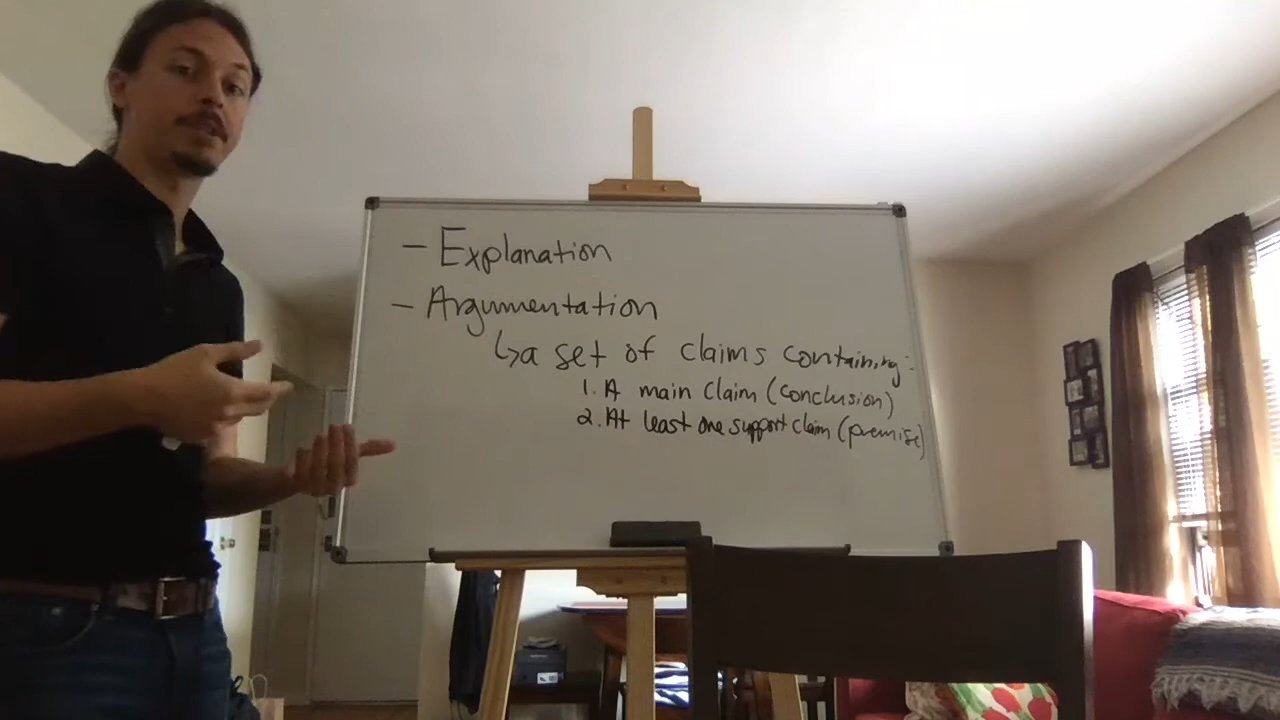 - Explanation
- Argumentation
↳a set of claims containing:
1. A main claim (conclusion)
2. At least one support claim (premise)